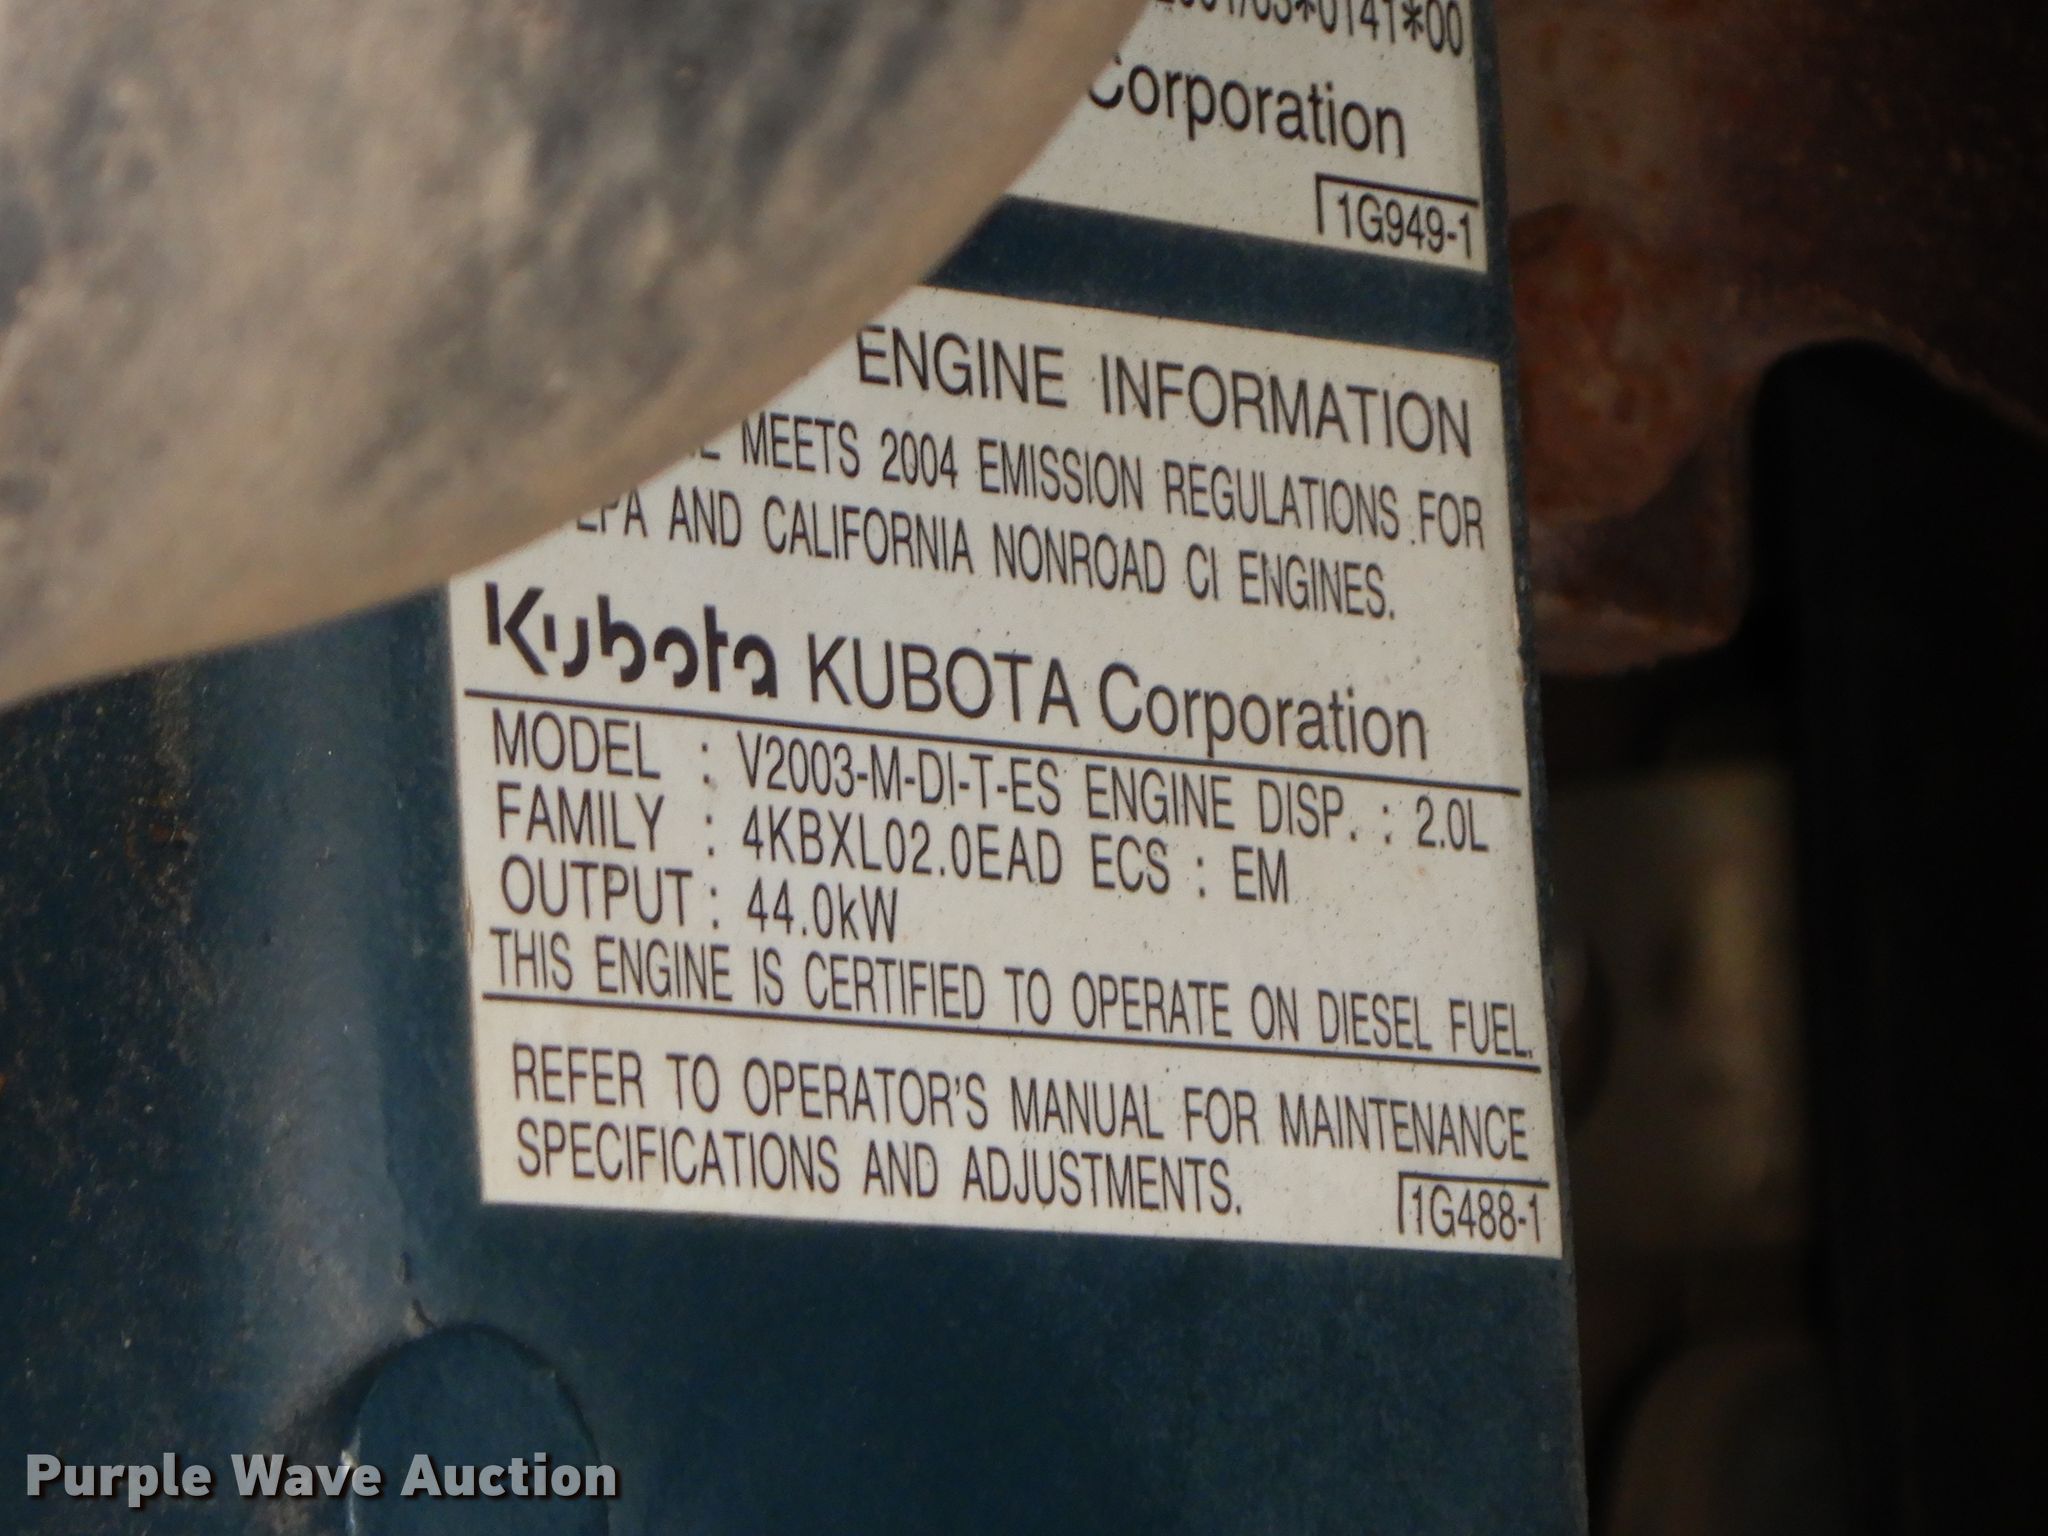 Corporation
1G949-1
ENGINE INFORMATION
MEETS 2004 EMISSION REGULATIONS FOR
EPA AND CALIFORNIA NONROAD CI ENGINES.
Kubota KUBOTA Corporation
MODEL : V2003-M-DI-T-ES ENGINE DISP. : 2.0L
FAMILY : 4KBXL02.0EAD ECS : EM
OUTPUT : 44.0kW
THIS ENGINE IS CERTIFIED TO OPERATE ON DIESEL FUEL.
REFER TO OPERATOR'S MANUAL FOR MAINTENANCE
SPECIFICATIONS AND ADJUSTMENTS.
1G488-1
Purple Wave Auction